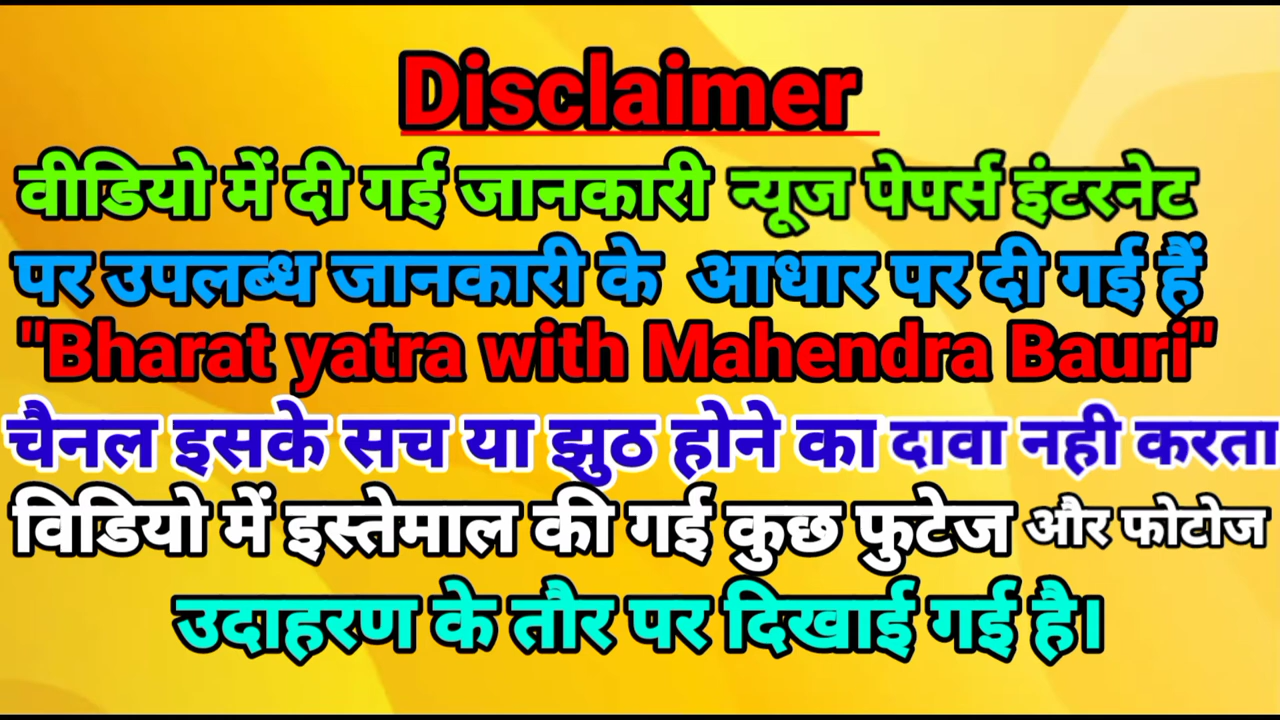 Disclaimer
वीडियो में दी गई जानकारी न्यूज पेपर्स इंटरनेट
पर उपलब्ध जानकारी के आधार पर दी गई हैं
"Bharat yatra with Mahendra Bauri"
चैनल इसके सच या झुठ होने का दावा नही करता
विडियो में इस्तेमाल की गई कुछ फुटेज और फोटोज
उदाहरण के तौर पर दिखाई गई है।